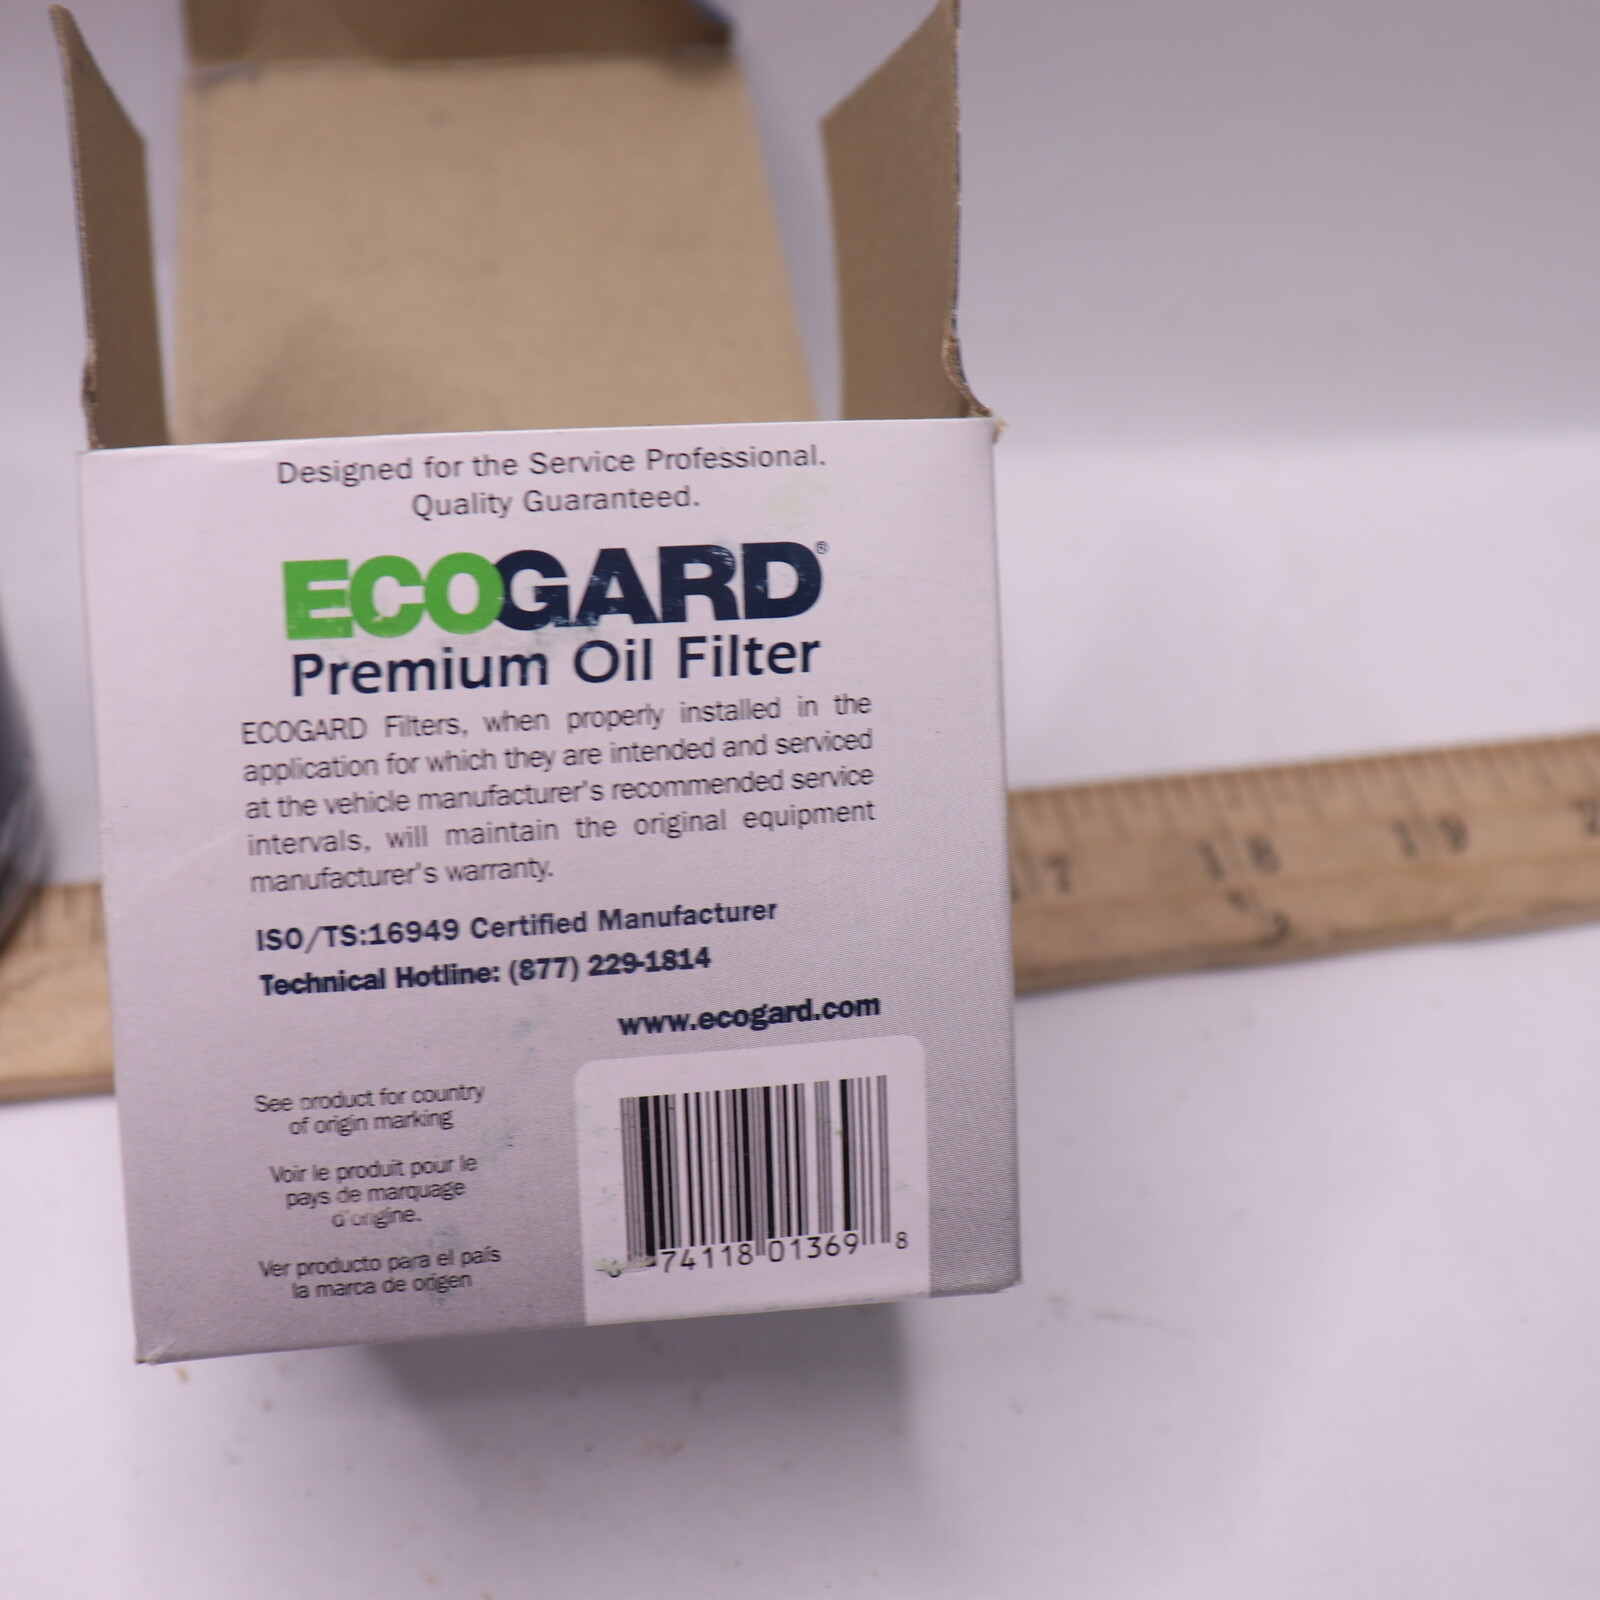 Designed for the Service Professional.
Quality Guaranteed.
ECOGARD®
Premium Oil Filter
ECOGARD Filters, when properly installed in the
application for which they are intended and serviced
at the vehicle manufacturer's recommended service
intervals, will maintain the original equipment
manufacturer's warranty.
ISO/TS:16949 Certified Manufacturer
Technical Hotline: (877) 229-1814
www.ecogard.com
See product for country
of origin marking
Voir le produit pour le
pays de marquage
d'origine.
Ver producto para el país
la marca de origen
74118 01369 8
17 18 19